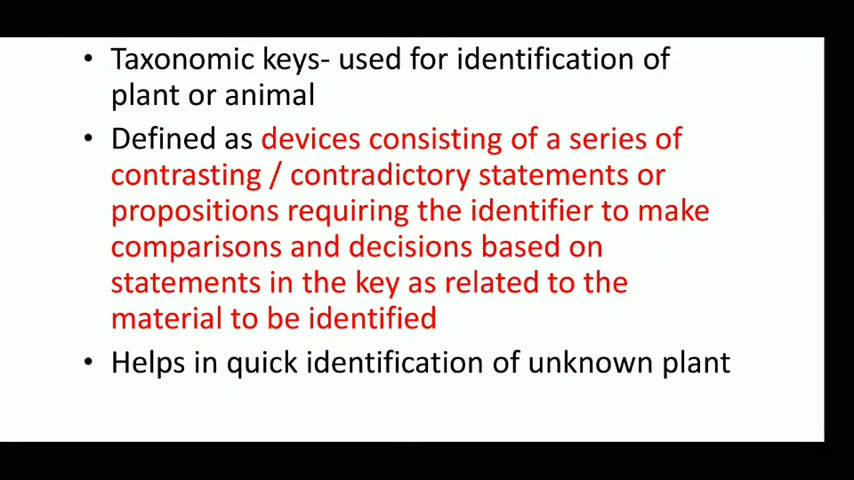 • Taxonomic keys- used for identification of
plant or animal
• Defined as devices consisting of a series of
contrasting / contradictory statements or
propositions requiring the identifier to make
comparisons and decisions based on
statements in the key as related to the
material to be identified
• Helps in quick identification of unknown plant